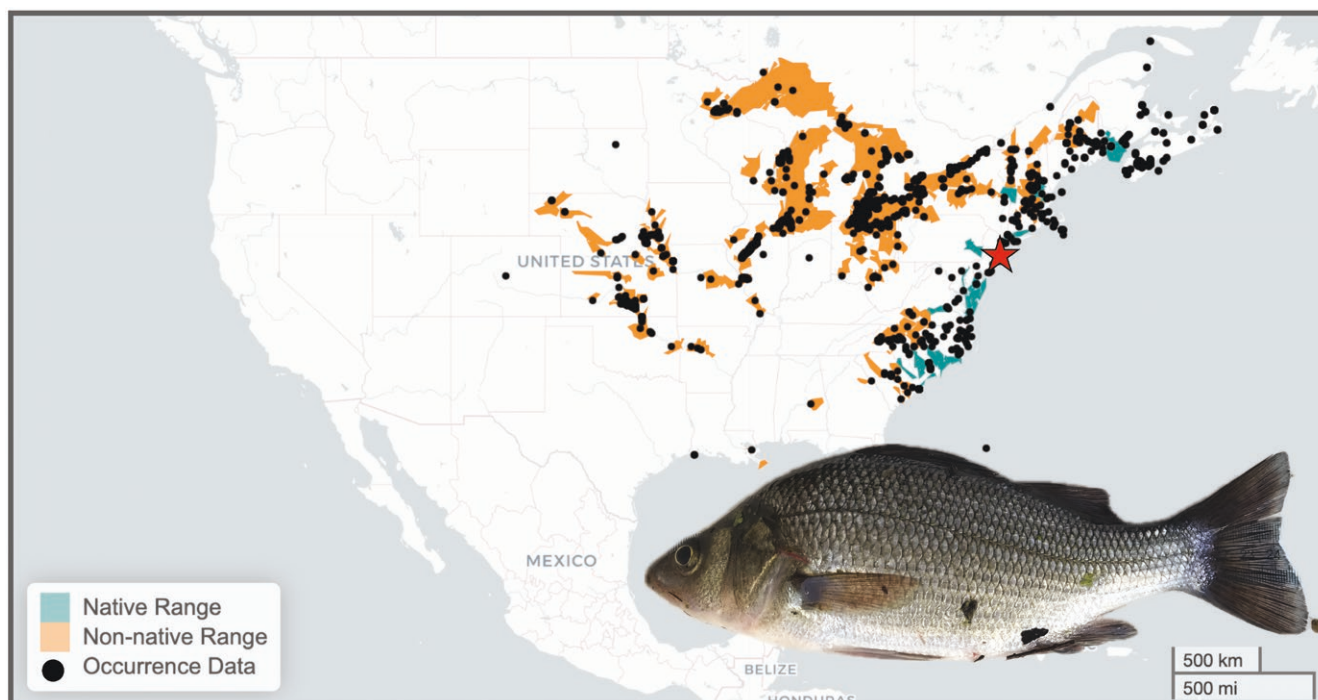 UNITED STATES
MEXICO
BELIZE
Native Range
Non-native Range
Occurrence Data
500 km
500 mi